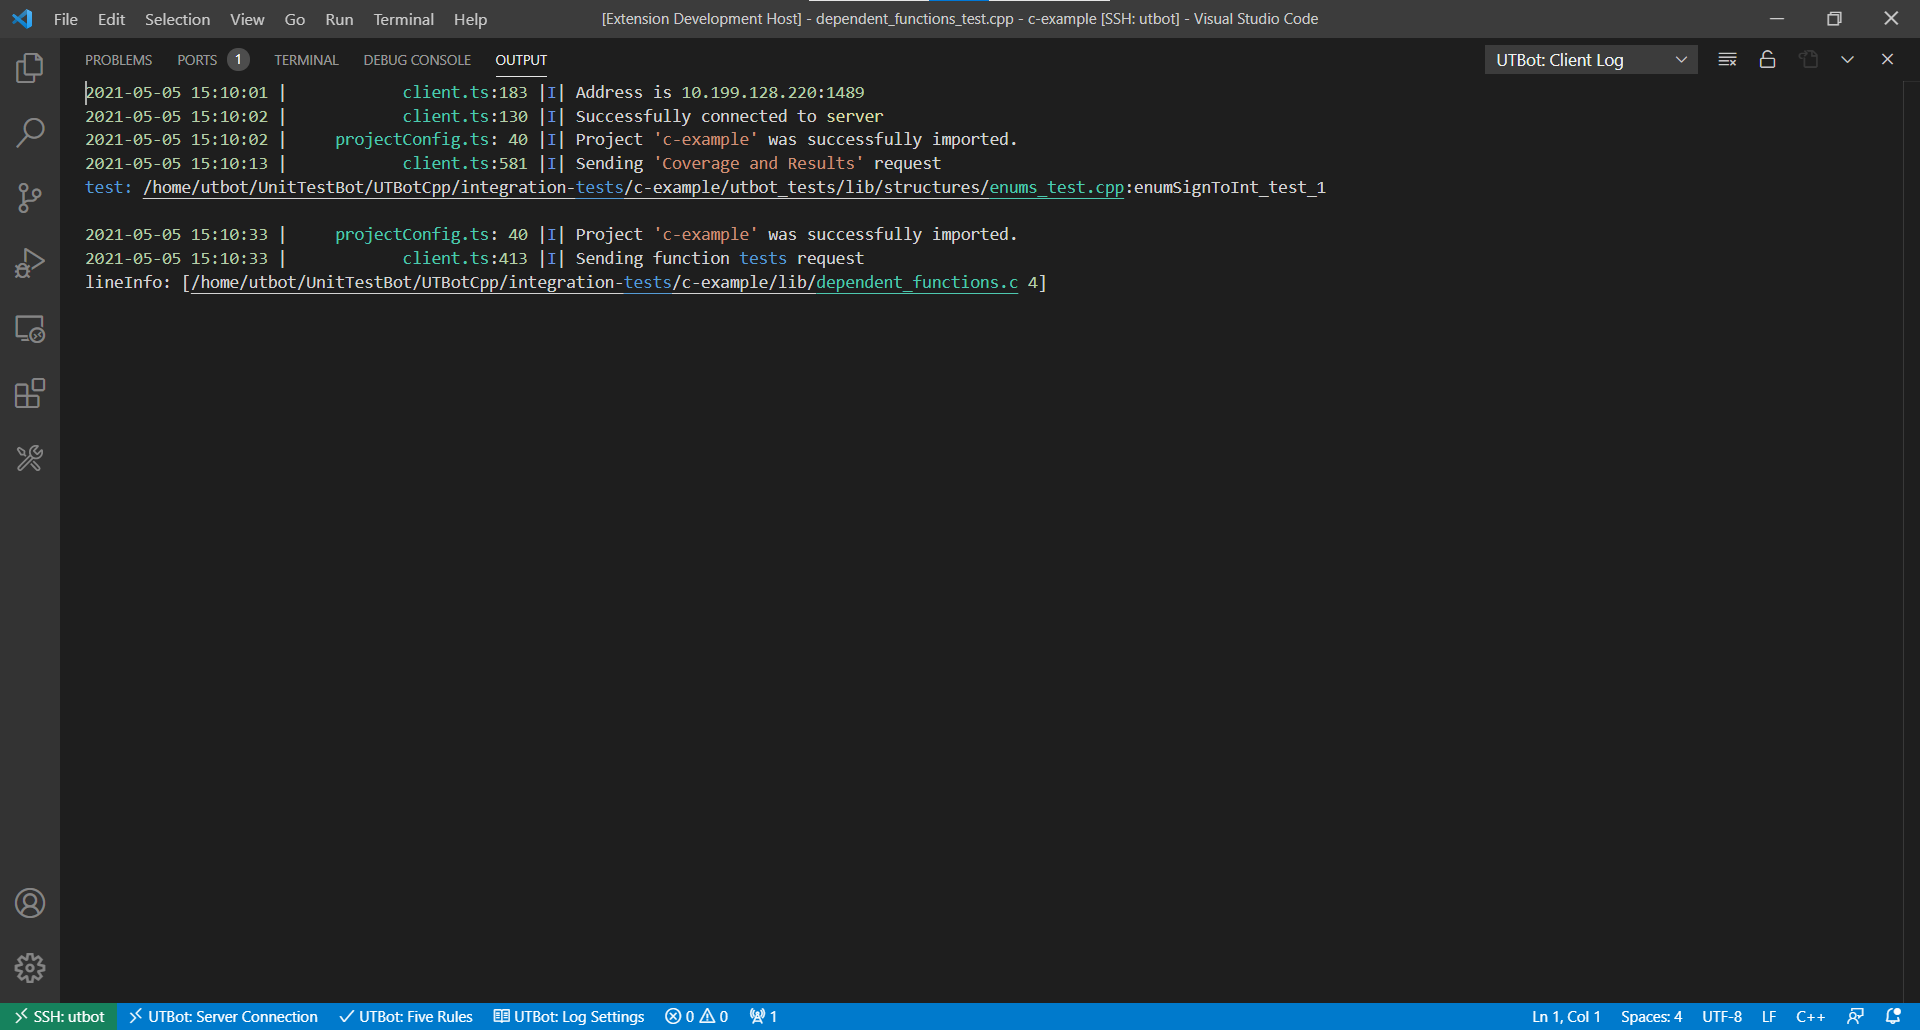 File Edit Selection View Go Run Terminal Help [Extension Development Host] - dependent_functions_test.cpp - c-example [SSH: utbot] - Visual Studio Code
PROBLEMS PORTS 1 TERMINAL DEBUG CONSOLE OUTPUT UTBot: Client Log
2021-05-05 15:10:01 | client.ts:183 |I| Address is 10.199.128.220:1489
2021-05-05 15:10:02 | client.ts:130 |I| Successfully connected to server
2021-05-05 15:10:02 | projectConfig.ts: 40 |I| Project 'c-example' was successfully imported.
2021-05-05 15:10:13 | client.ts:581 |I| Sending 'Coverage and Results' request
test: /home/utbot/UnitTestBot/UTBotCpp/integration-tests/c-example/utbot_tests/lib/structures/enums_test.cpp:enumSignToInt_test_1
2021-05-05 15:10:33 | projectConfig.ts: 40 |I| Project 'c-example' was successfully imported.
2021-05-05 15:10:33 | client.ts:413 |I| Sending function tests request
lineInfo: [/home/utbot/UnitTestBot/UTBotCpp/integration-tests/c-example/lib/dependent_functions.c 4]
SSH: utbot UTBot: Server Connection UTBot: Five Rules UTBot: Log Settings 0 0 1 Ln 1, Col 1 Spaces: 4 UTF-8 LF C++